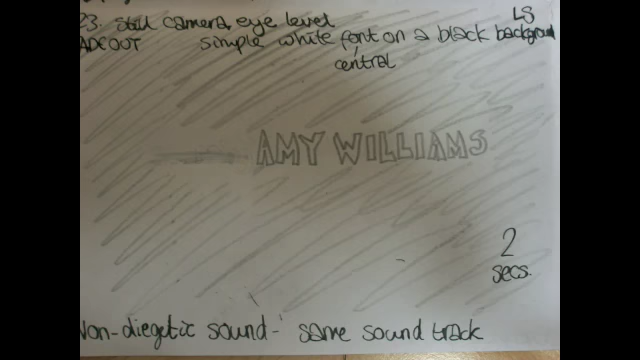 23. Still camera, eye level LS
ADEOUT simple white font on a black background
central
AMY WILLIAMS
2
secs.
Non-diegetic sound - same sound track